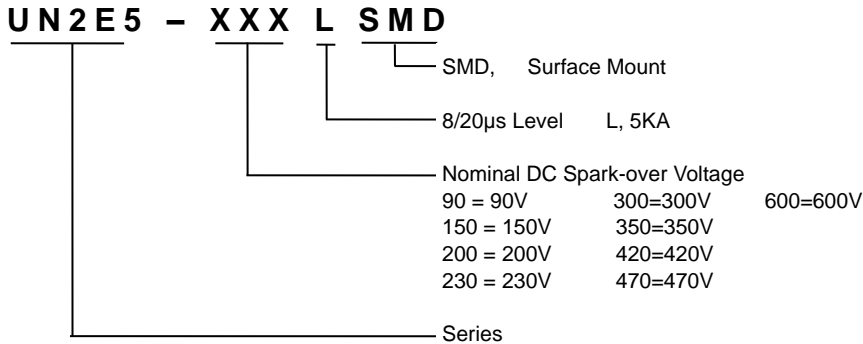 UN2E5 – XXX L SMD
SMD, Surface Mount
8/20µs Level L, 5KA
Nominal DC Spark-over Voltage
90 = 90V 300=300V 600=600V
150 = 150V 350=350V
200 = 200V 420=420V
230 = 230V 470=470V
Series